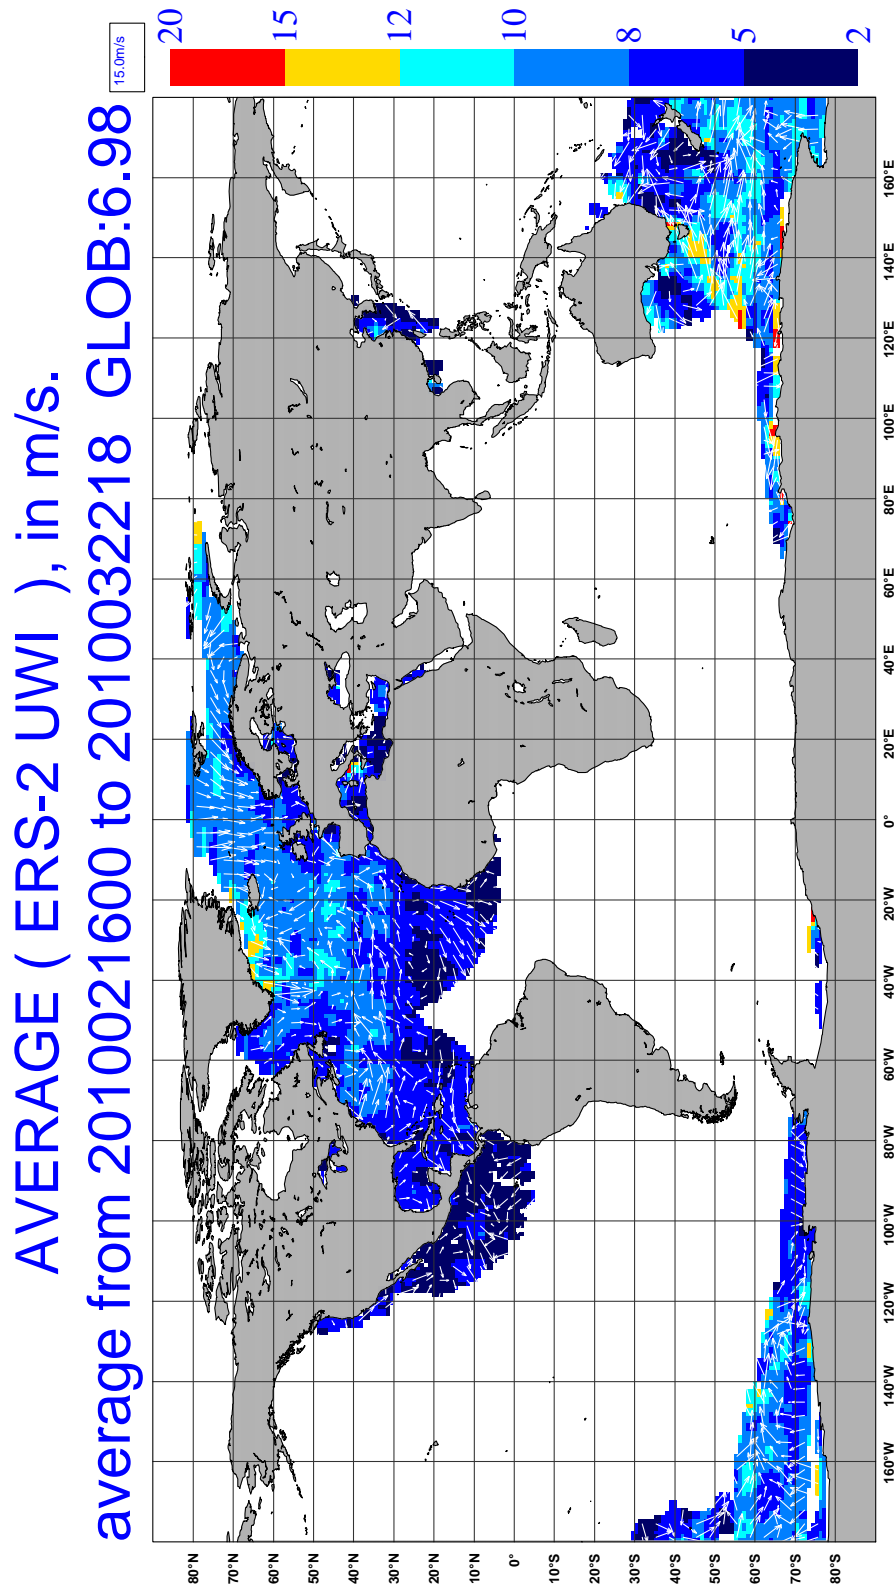 AVERAGE ( ERS-2 UWI ), in m/s.
average from 2010021600 to 2010032218 GLOB:6.98
15.0m/s
20
15
12
10
8
5
2
80°N
70°N
60°N
50°N
40°N
30°N
20°N
10°N
0°
10°S
20°S
30°S
40°S
50°S
60°S
70°S
80°S
160°W
140°W
120°W
100°W
80°W
60°W
40°W
20°W
0°
20°E
40°E
60°E
80°E
100°E
120°E
140°E
160°E